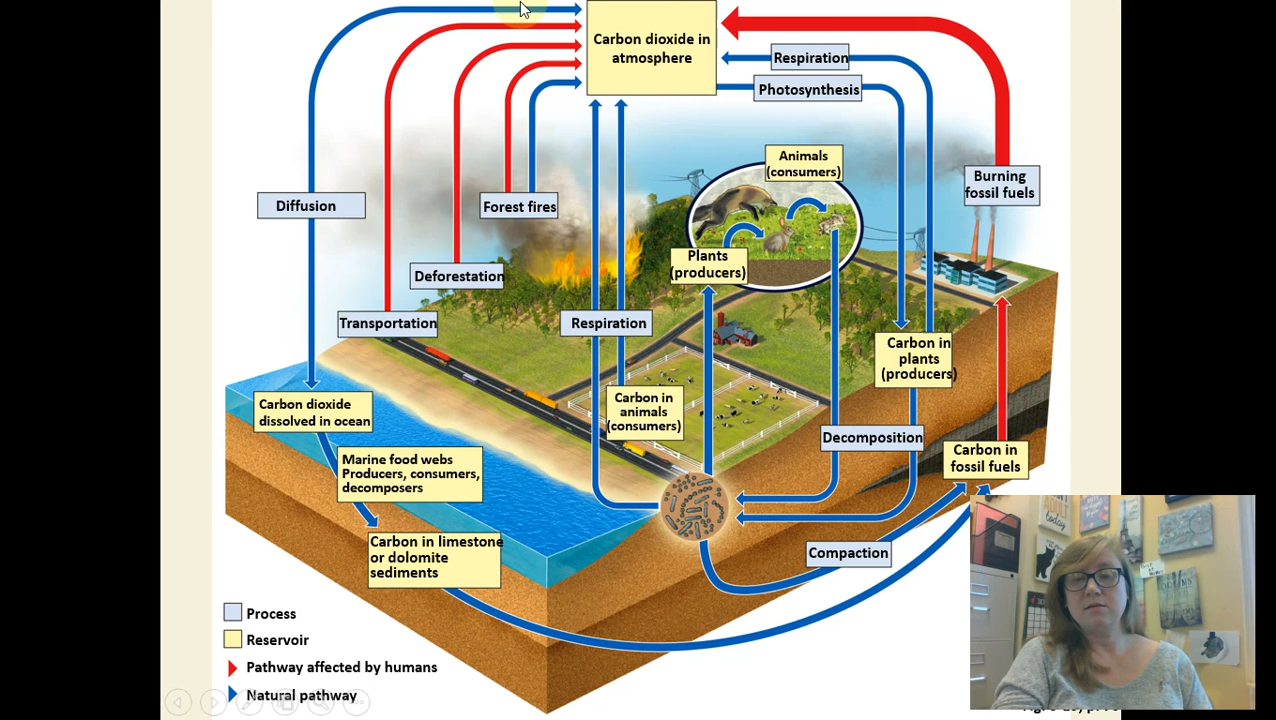 Carbon dioxide in
atmosphere
Respiration
Photosynthesis
Animals
(consumers)
Burning
fossil fuels
Diffusion
Forest fires
Plants
(producers)
Deforestation
Transportation
Respiration
Carbon in
plants
(producers)
Carbon dioxide
dissolved in ocean
Carbon in
animals
(consumers)
Decomposition
Marine food webs
Producers, consumers,
decomposers
Carbon in
fossil fuels
Carbon in limestone
or dolomite
sediments
Compaction
Process
Reservoir
Pathway affected by humans
Natural pathway
today